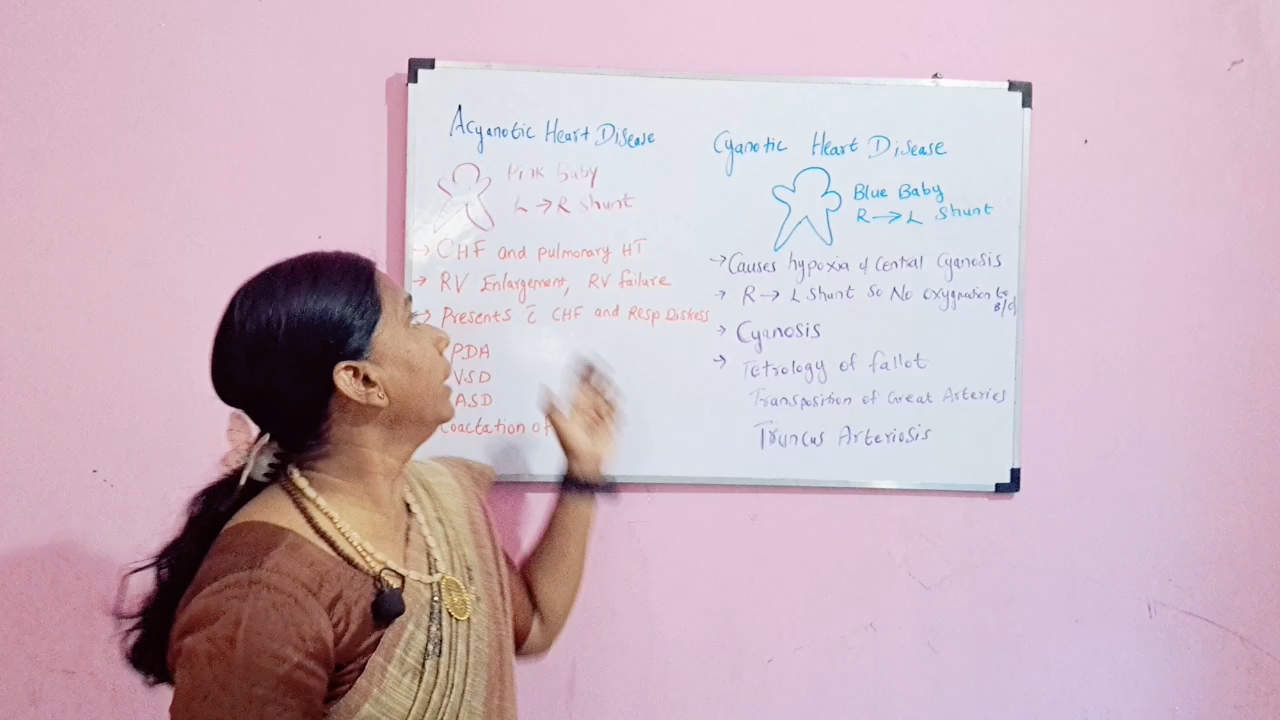 Acyanotic Heart Disease
Pink Baby
L → R Shunt
→ CHF and pulmonary HT
→ RV Enlargement, RV failure
→ Presents c̄ CHF and Resp Distress
PDA
VSD
ASD
Coactation of
Cyanotic Heart Disease
Blue Baby
R → L Shunt
→ Causes hypoxia & Central Cyanosis
→ R → L Shunt So No oxygenation to B/d
→ Cyanosis
→ Tetrology of fallot
Transposition of Great Arteries
Truncus Arteriosis